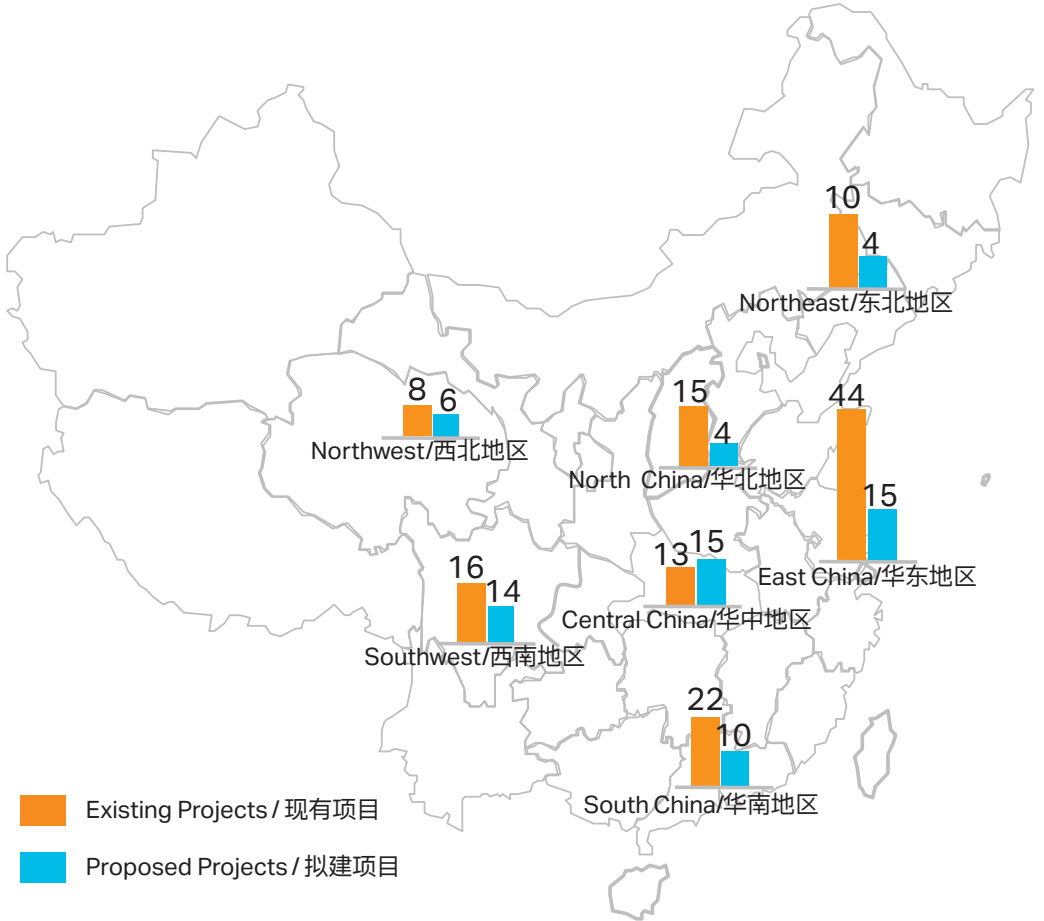 10
4
Northeast/东北地区
8
6
Northwest/西北地区
15
4
North China/华北地区
44
15
East China/华东地区
13
15
Central China/华中地区
16
14
Southwest/西南地区
22
10
South China/华南地区
Existing Projects / 现有项目
Proposed Projects / 拟建项目